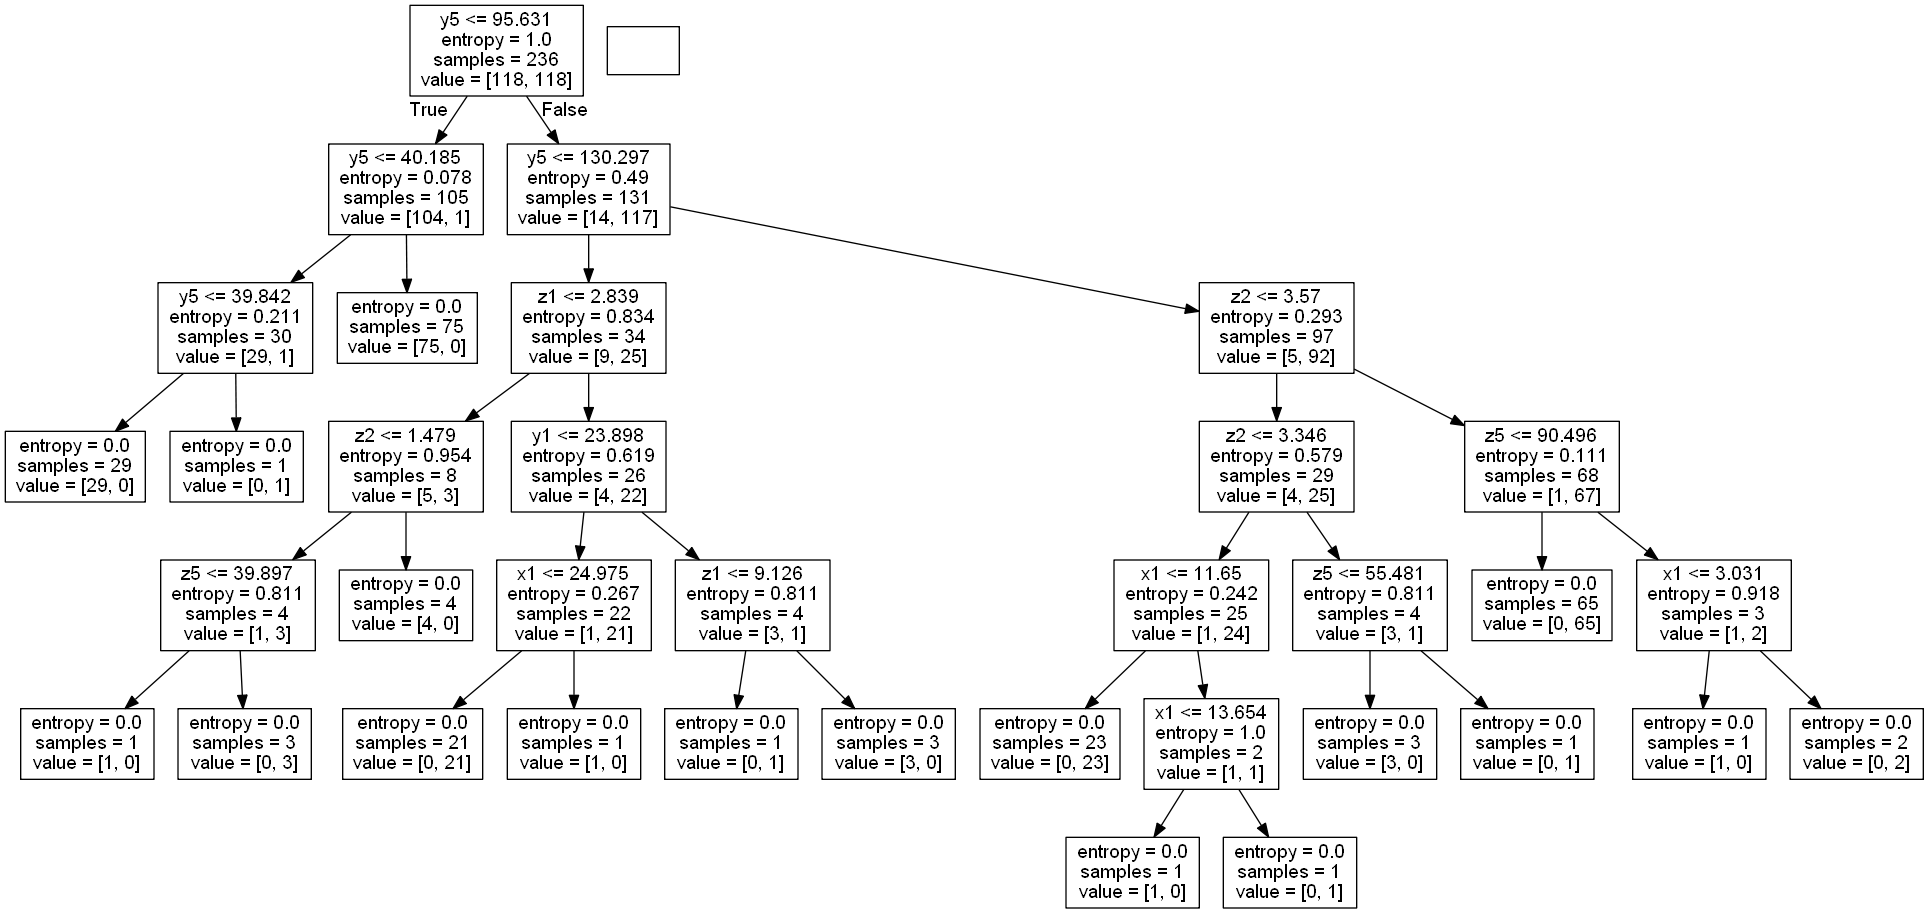 y5 <= 95.631
entropy = 1.0
samples = 236
value = [118, 118]
True
False
y5 <= 40.185
entropy = 0.078
samples = 105
value = [104, 1]
y5 <= 130.297
entropy = 0.49
samples = 131
value = [14, 117]
y5 <= 39.842
entropy = 0.211
samples = 30
value = [29, 1]
entropy = 0.0
samples = 75
value = [75, 0]
z1 <= 2.839
entropy = 0.834
samples = 34
value = [9, 25]
z2 <= 3.57
entropy = 0.293
samples = 97
value = [5, 92]
entropy = 0.0
samples = 29
value = [29, 0]
entropy = 0.0
samples = 1
value = [0, 1]
z2 <= 1.479
entropy = 0.954
samples = 8
value = [5, 3]
y1 <= 23.898
entropy = 0.619
samples = 26
value = [4, 22]
z2 <= 3.346
entropy = 0.579
samples = 29
value = [4, 25]
z5 <= 90.496
entropy = 0.111
samples = 68
value = [1, 67]
z5 <= 39.897
entropy = 0.811
samples = 4
value = [1, 3]
entropy = 0.0
samples = 4
value = [4, 0]
x1 <= 24.975
entropy = 0.267
samples = 22
value = [1, 21]
z1 <= 9.126
entropy = 0.811
samples = 4
value = [3, 1]
x1 <= 11.65
entropy = 0.242
samples = 25
value = [1, 24]
z5 <= 55.481
entropy = 0.811
samples = 4
value = [3, 1]
entropy = 0.0
samples = 65
value = [0, 65]
x1 <= 3.031
entropy = 0.918
samples = 3
value = [1, 2]
entropy = 0.0
samples = 1
value = [1, 0]
entropy = 0.0
samples = 3
value = [0, 3]
entropy = 0.0
samples = 21
value = [0, 21]
entropy = 0.0
samples = 1
value = [1, 0]
entropy = 0.0
samples = 1
value = [0, 1]
entropy = 0.0
samples = 3
value = [3, 0]
entropy = 0.0
samples = 23
value = [0, 23]
x1 <= 13.654
entropy = 1.0
samples = 2
value = [1, 1]
entropy = 0.0
samples = 3
value = [3, 0]
entropy = 0.0
samples = 1
value = [0, 1]
entropy = 0.0
samples = 1
value = [1, 0]
entropy = 0.0
samples = 2
value = [0, 2]
entropy = 0.0
samples = 1
value = [1, 0]
entropy = 0.0
samples = 1
value = [0, 1]